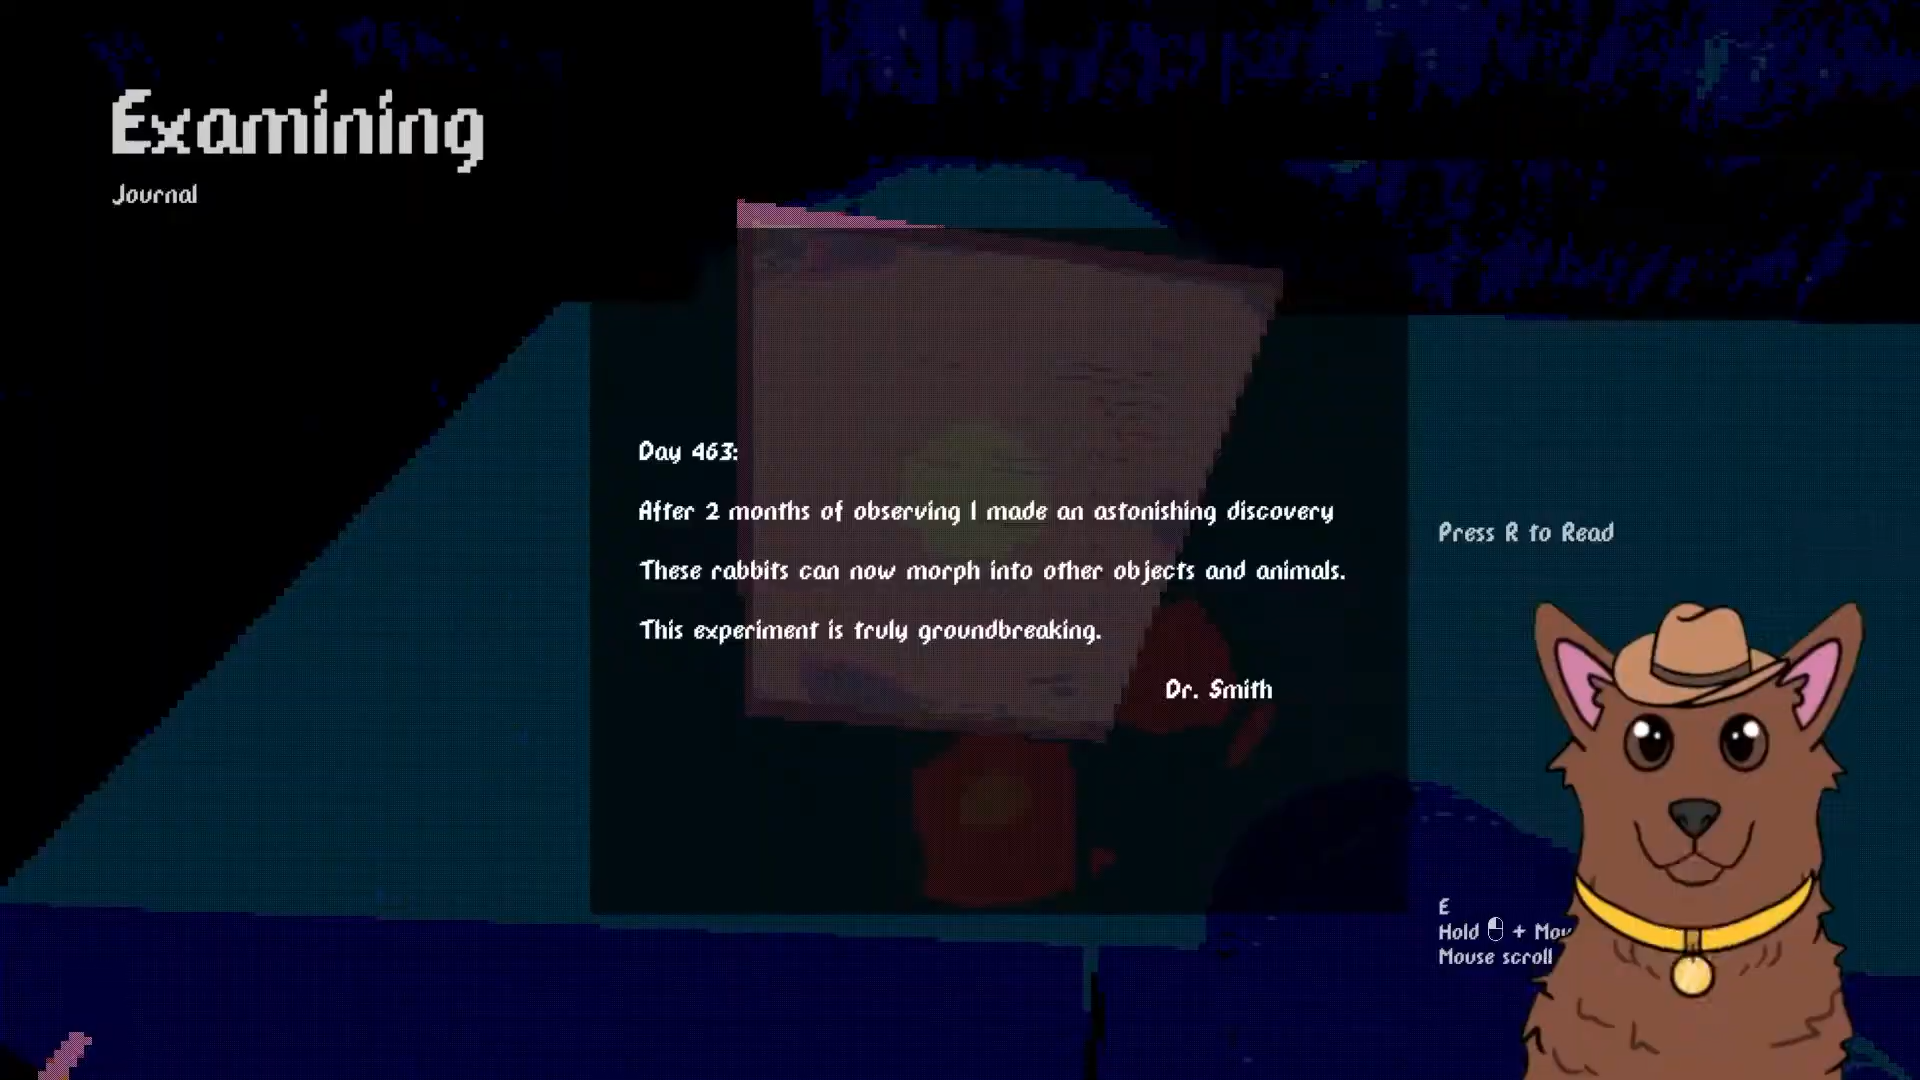 Examining
Journal
Day 463:
After 2 months of observing I made an astonishing discovery
These rabbits can now morph into other objects and animals.
This experiment is truly groundbreaking.
Dr. Smith
Press R to Read
E
Hold + Mou
Mouse scroll